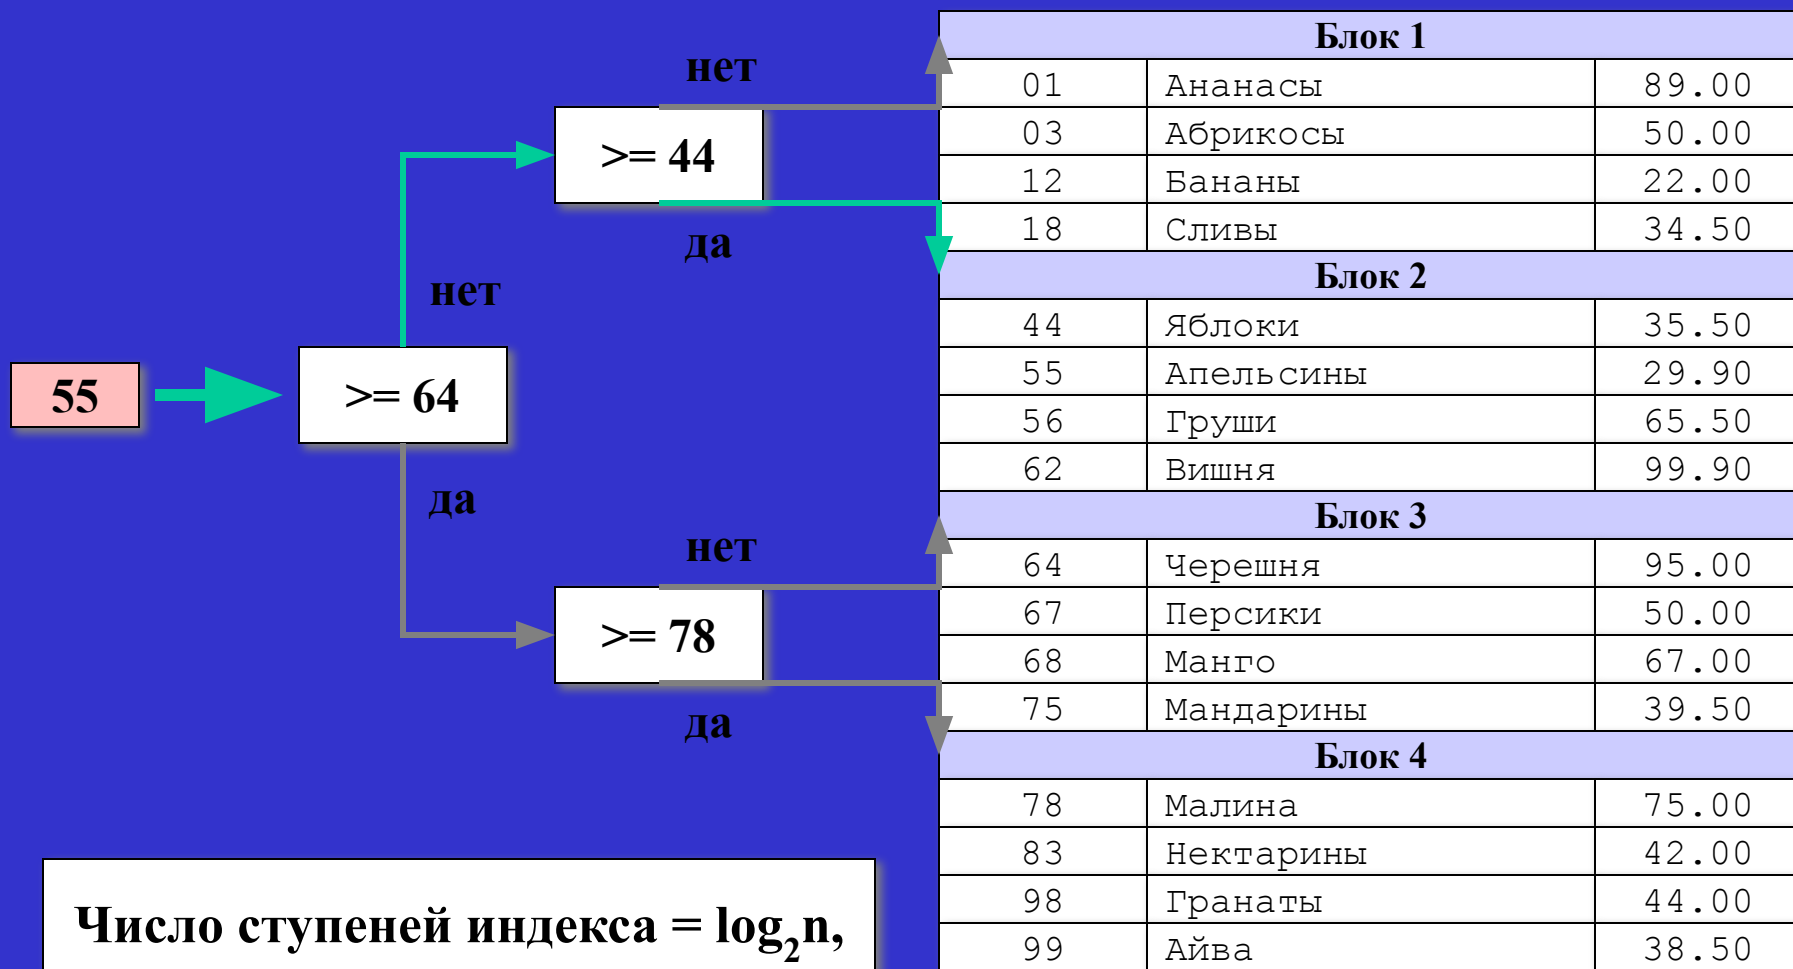 55
>= 64
нет
да
>= 44
нет
да
>= 78
нет
да
Блок 1
01 Ананасы 89.00
03 Абрикосы 50.00
12 Бананы 22.00
18 Сливы 34.50
Блок 2
44 Яблоки 35.50
55 Апельсины 29.90
56 Груши 65.50
62 Вишня 99.90
Блок 3
64 Черешня 95.00
67 Персики 50.00
68 Манго 67.00
75 Мандарины 39.50
Блок 4
78 Малина 75.00
83 Нектарины 42.00
98 Гранаты 44.00
99 Айва 38.50
Число ступеней индекса = log₂n,